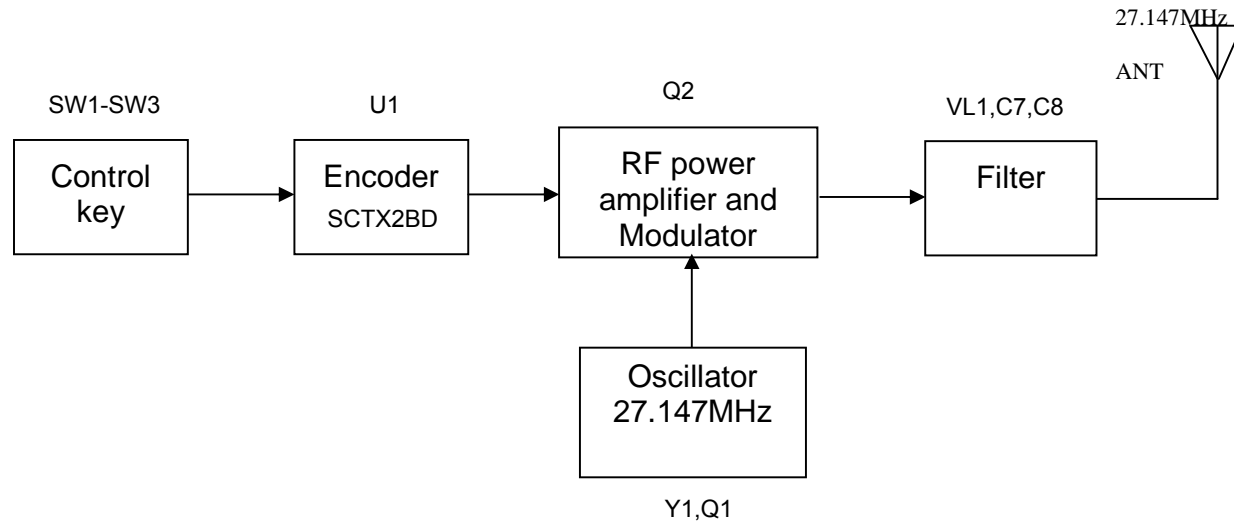 27.147MHz
ANT
SW1-SW3
U1
Q2
VL1,C7,C8
Control
key
Encoder
SCTX2BD
RF power
amplifier and
Modulator
Filter
Oscillator
27.147MHz
Y1,Q1